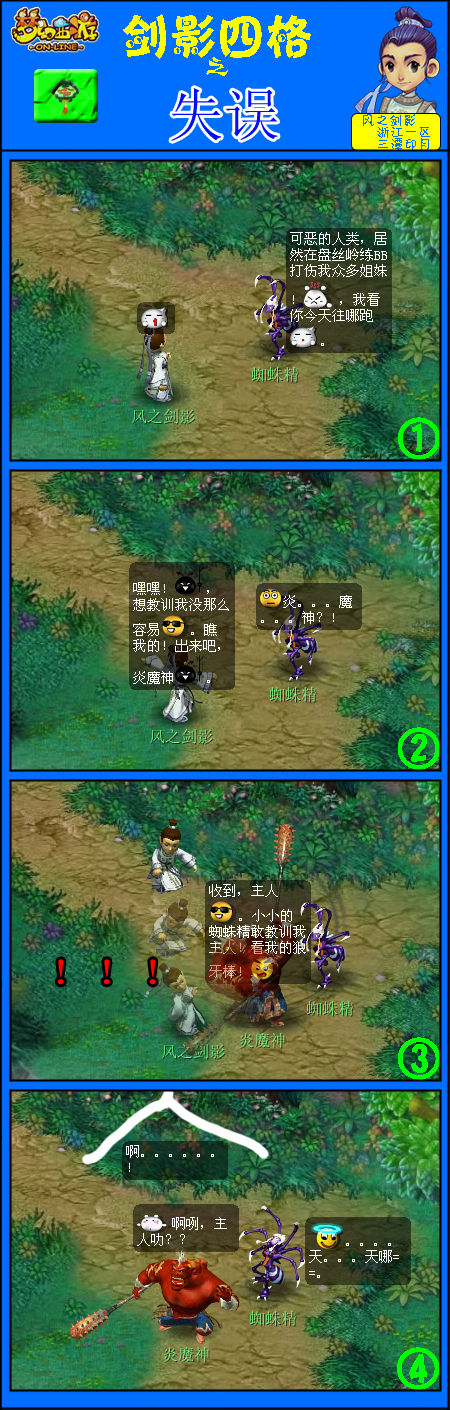 梦幻西游
-ON-LINE-
剑影四格
之
失误
风之剑影
浙江一区
三潭印月
可恶的人类，居
然在盘丝岭练BB
打伤我众多姐妹
！，我看
你今天往哪跑
。
风之剑影
蜘蛛精
①
嘿嘿！，
想教训我没那么
容易。瞧
我的！出来吧，
炎魔神
炎。。。魔
。。。神？！
蜘蛛精
风之剑影
②
收到，主人
。小小的
蜘蛛精敢教训我
主人！看我的狼
牙棒！
！！！
蜘蛛精
炎魔神
风之剑影
③
啊。。。。。。
！
啊咧，主
人叻？？
。。。。
天。。。天哪=
=。
蜘蛛精
炎魔神
④